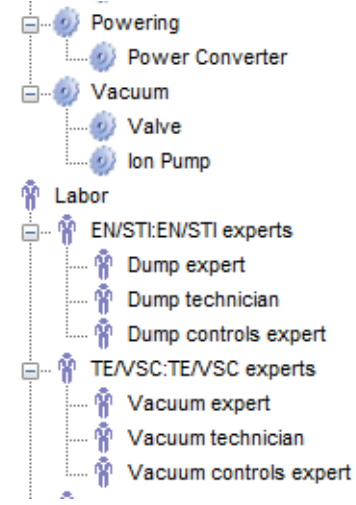 Powering
Power Converter
Vacuum
Valve
Ion Pump
Labor
EN/STI:EN/STI experts
Dump expert
Dump technician
Dump controls expert
TE/VSC:TE/VSC experts
Vacuum expert
Vacuum technician
Vacuum controls expert